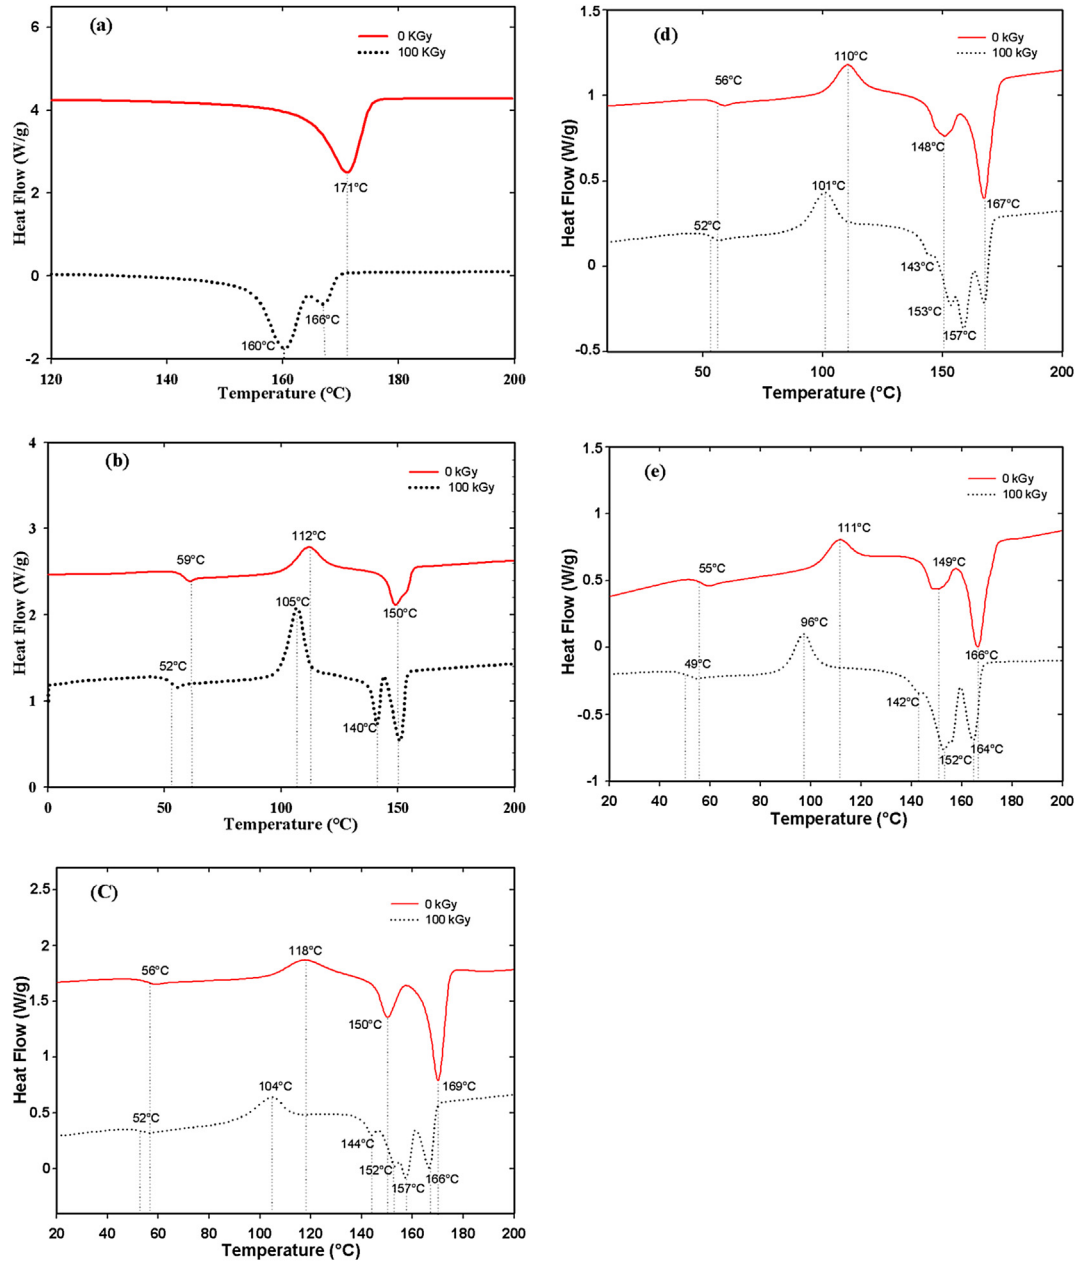 (a)
0 KGy
100 KGy
6
4
2
0
-2
Heat Flow (W/g)
171°C
166°C
160°C
120
140
160
180
200
Temperature (°C)
(d)
0 kGy
100 kGy
1.5
1
0.5
0
-0.5
Heat Flow (W/g)
56°C
110°C
148°C
167°C
52°C
101°C
143°C
153°C
157°C
50
100
150
200
Temperature (°C)
(b)
0 kGy
100 kGy
4
3
2
1
0
Heat Flow (W/g)
59°C
112°C
150°C
52°C
105°C
140°C
0
50
100
150
200
Temperature (°C)
(e)
0 kGy
100 kGy
1.5
1
0.5
0
-0.5
-1
Heat Flow (W/g)
55°C
111°C
149°C
166°C
49°C
96°C
142°C
152°C
164°C
20
40
60
80
100
120
140
160
180
200
Temperature (°C)
(C)
0 kGy
100 kGy
2.5
2
1.5
1
0.5
0
Heat Flow (W/g)
56°C
118°C
150°C
169°C
52°C
104°C
144°C
152°C
157°C
166°C
20
40
60
80
100
120
140
160
180
200
Temperature (°C)